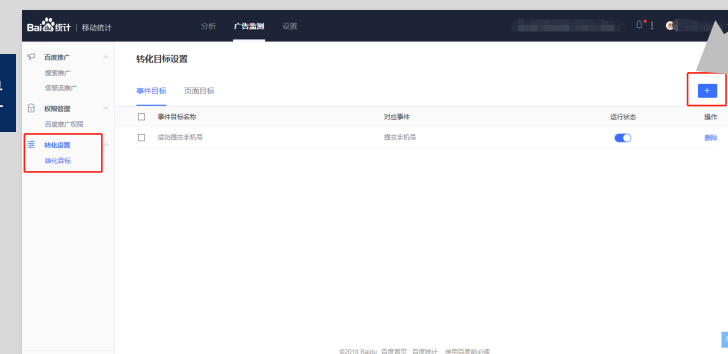 Bai统计 | 移动统计
分析 广告监测 设置
百度推广
搜索推广
信息流推广
权限管理
百度推广权限
转化设置
转化目标
转化目标设置
事件目标 页面目标
+
事件目标名称 对应事件 运行状态 操作
成功提交手机号 提交手机号 删除
©2018 Baidu 百度首页 百度统计 使用百度前必读